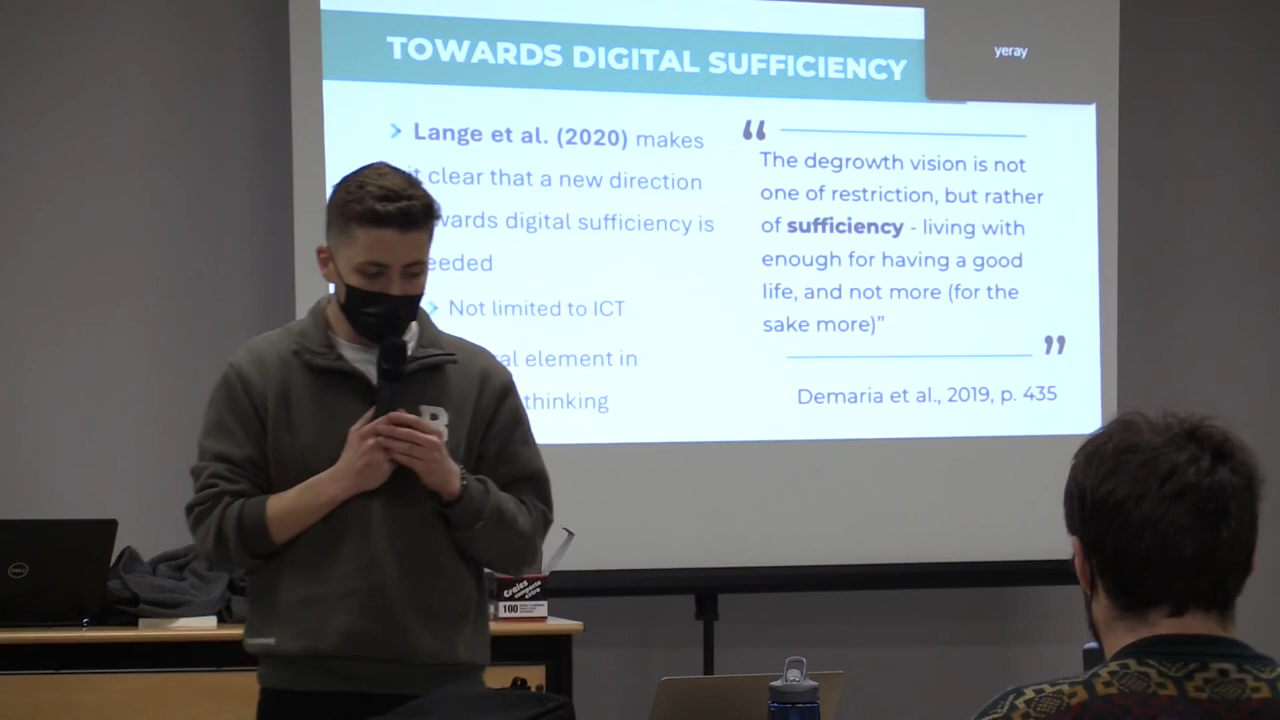 TOWARDS DIGITAL SUFFICIENCY
yeray
Lange et al. (2020) makes
it clear that a new direction
wards digital sufficiency is
eeded
Not limited to ICT
al element in
thinking
“
The degrowth vision is not
one of restriction, but rather
of sufficiency - living with
enough for having a good
life, and not more (for the
sake more)”
”
Demaria et al., 2019, p. 435
B
DELL
Craies
100